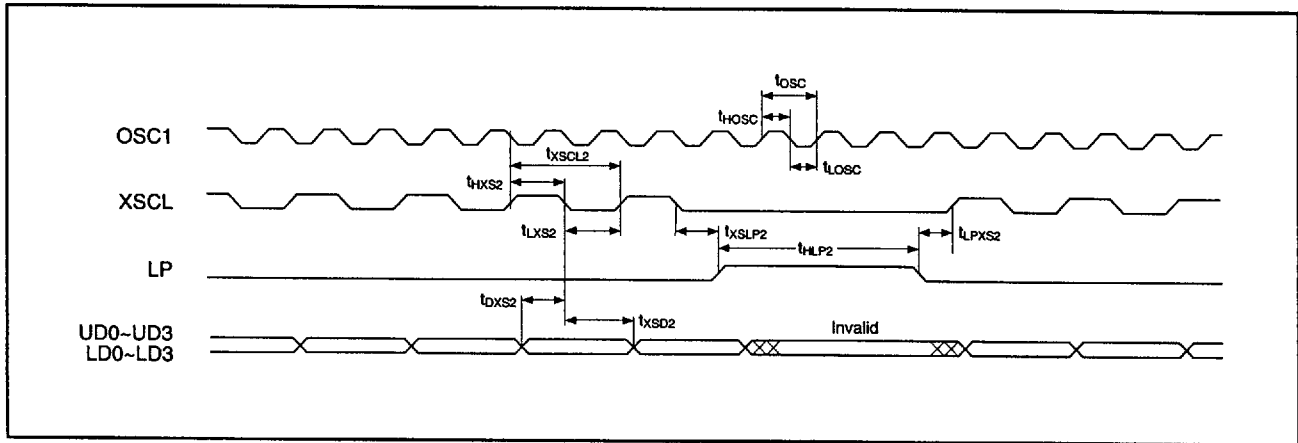 tOSC
tHOSC
OSC1
tXSCL2
tLOSC
tHXS2
XSCL
tLXS2
tXSLP2
tHLP2
tLPXS2
LP
tDXS2
tXSD2
UD0~UD3
Invalid
LD0~LD3